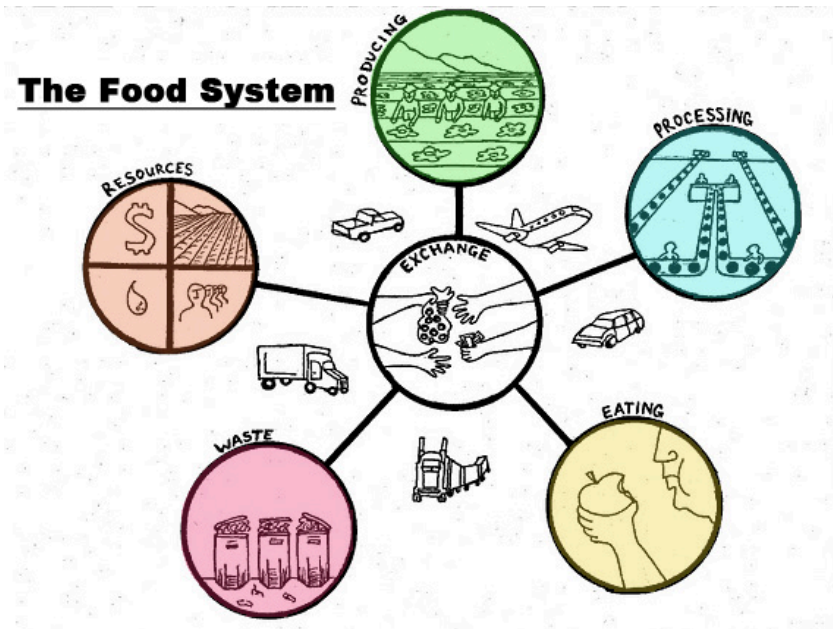 The Food System
PRODUCING
PROCESSING
RESOURCES
$
EXCHANGE
EATING
WASTE